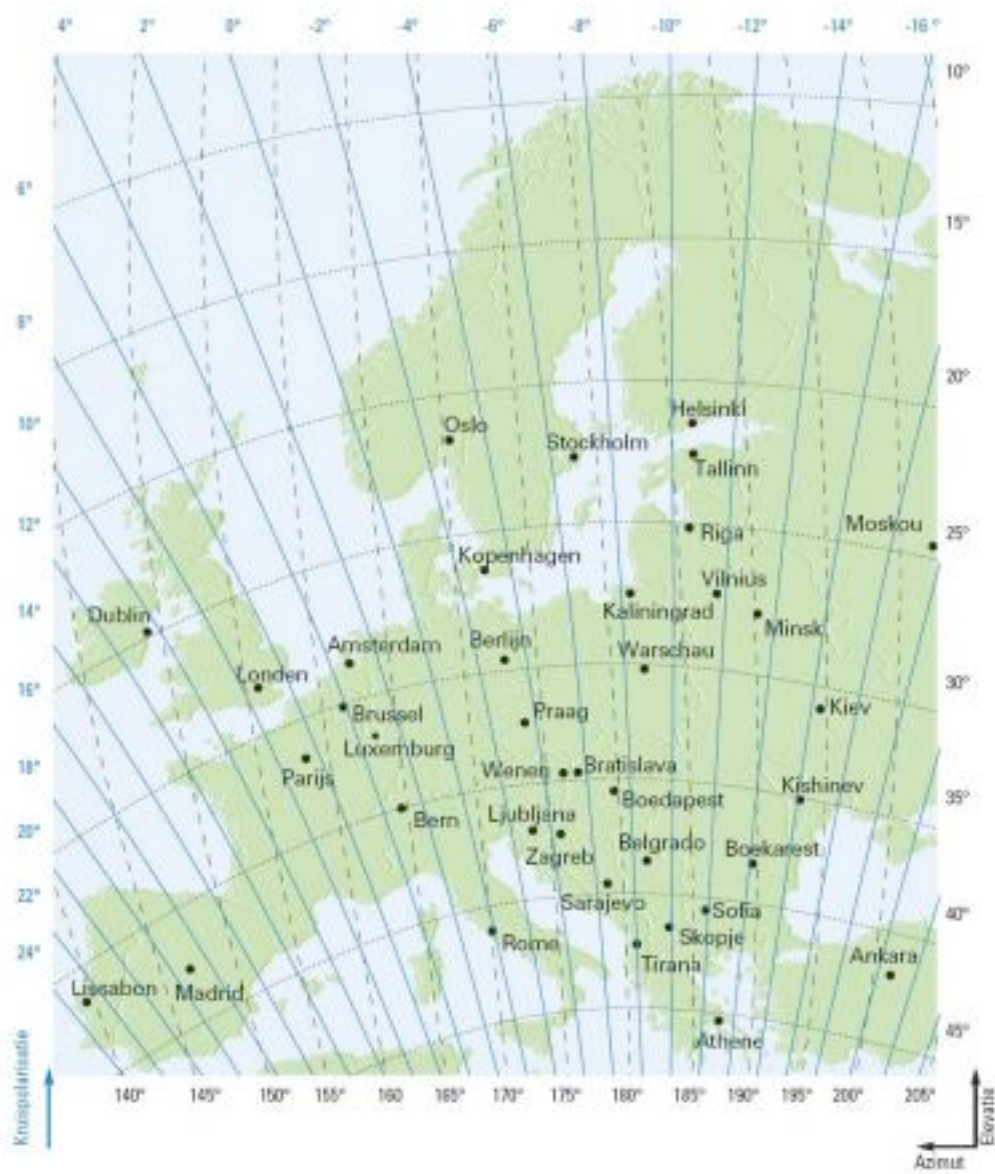 4° 2° 0° -2° -4° -6° -8° -10° -12° -14° -16°
10°
6°
15°
8°
20°
10°
Helsinki
Oslo
Stockholm
Tallinn
25°
12°
Moskou
Riga
Kopenhagen
Vilnius
14°
Dublin
Kaliningrad
Minsk
Amsterdam
Berlijn
Warschau
Londen
30°
16°
Kiev
Praag
Brussel
Luxemburg
18°
Parijs
Wenen
Bratislava
Kishinev
35°
Boedapest
Bern
Ljubljana
20°
Belgrado
Boekarest
Zagreb
22°
Sarajevo
Sofia
40°
24°
Rome
Skopje
Ankara
Lissabon
Madrid
Tirana
45°
Athene
140° 145° 150° 155° 160 165° 170° 175° 180° 185° 190° 195° 200° 205°
Kruispolarisatie
Elevatie
Azimut